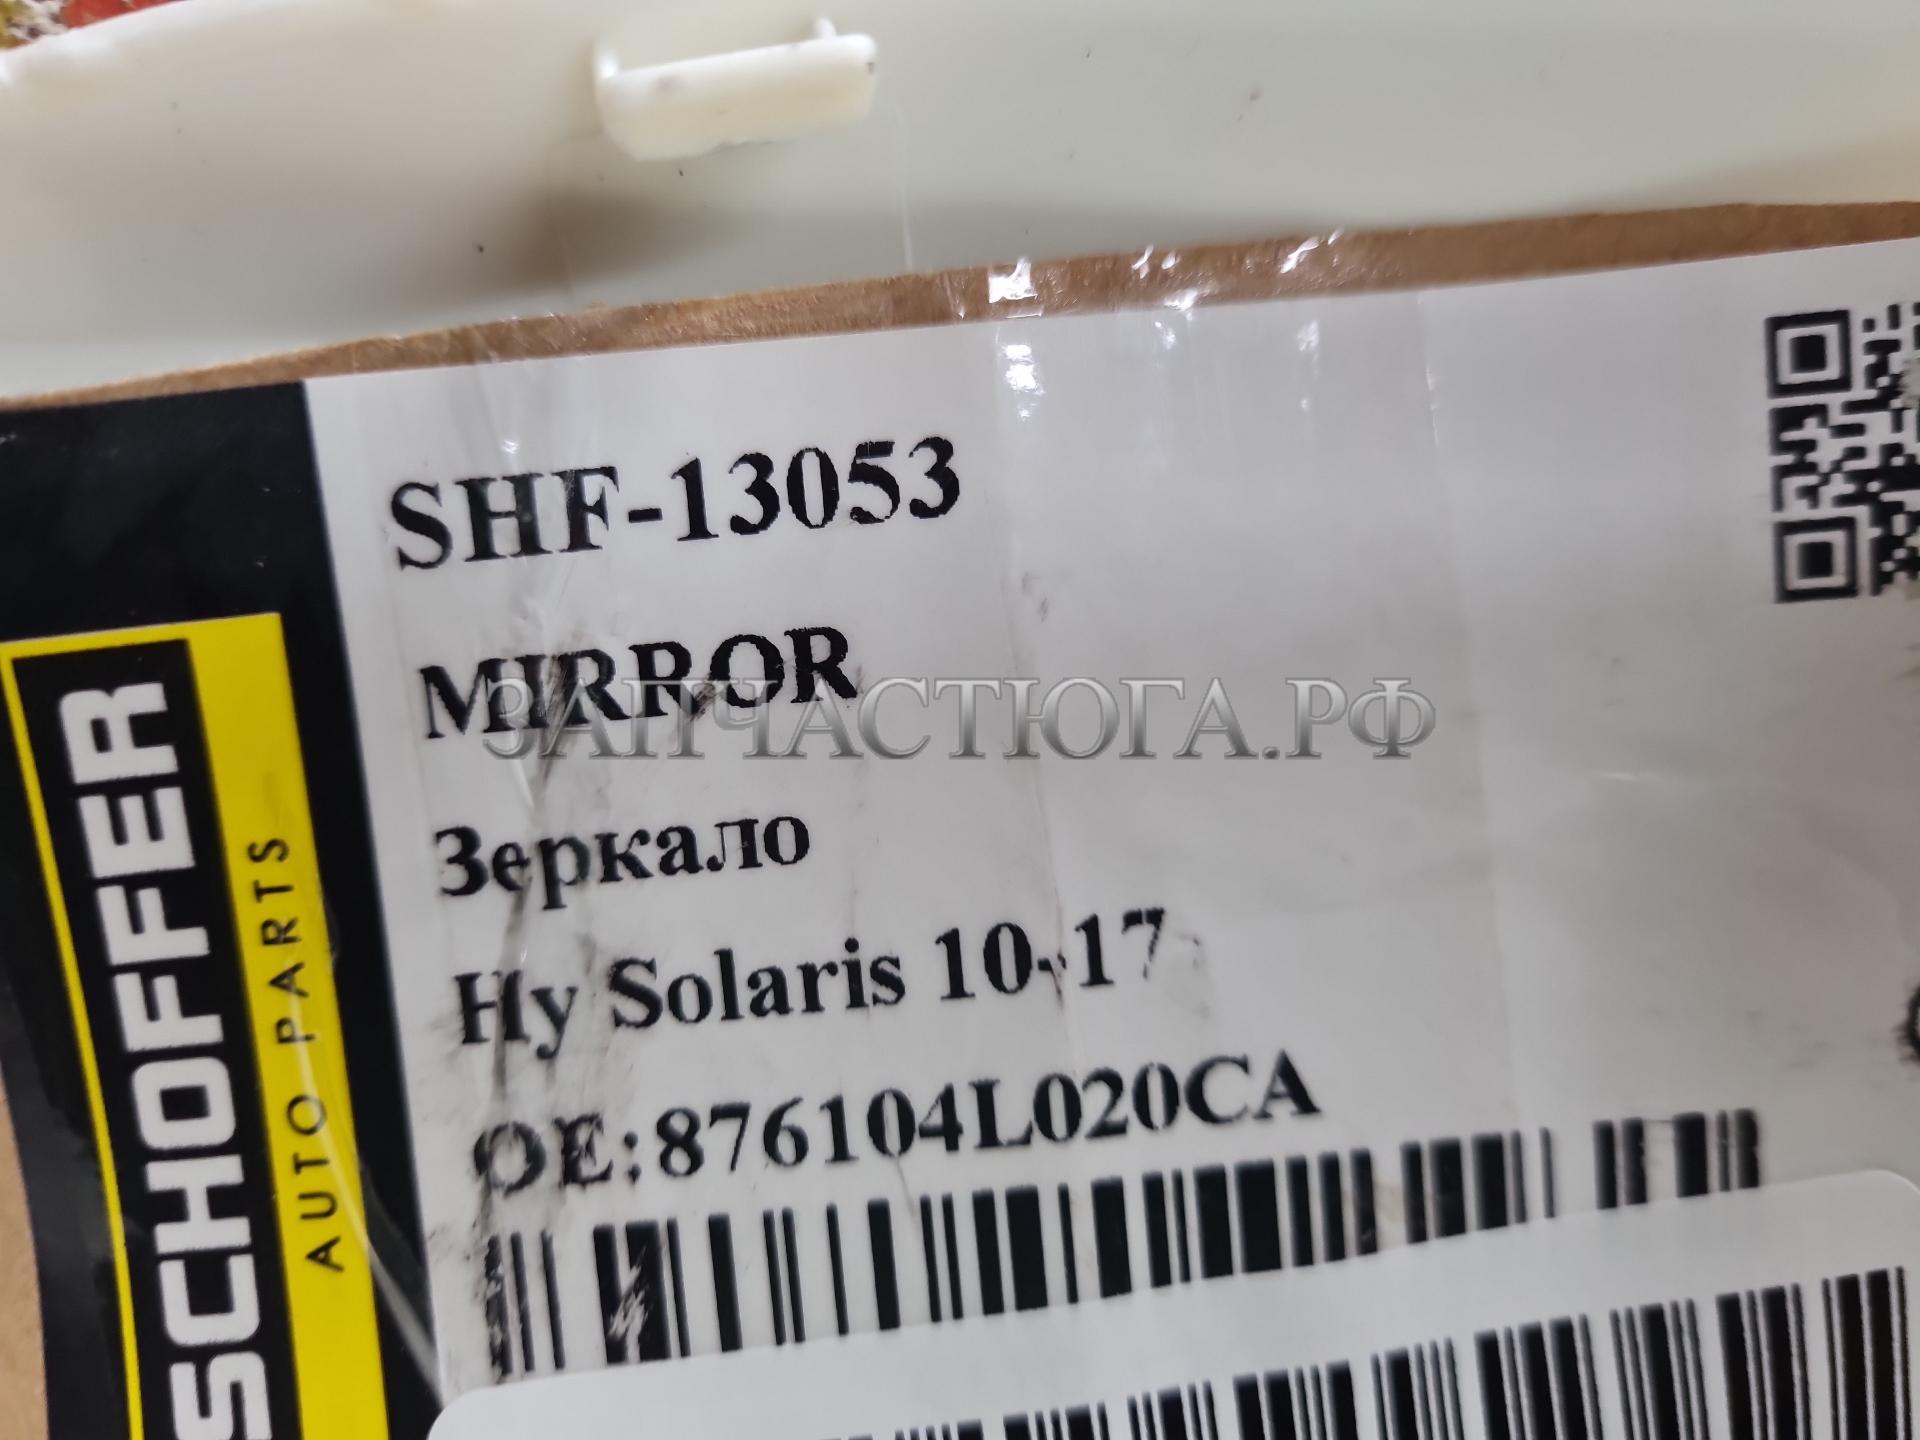 SHF-13053
MIRROR
ЗАПЧАСТЮГА.РФ
Зеркало
Hy Solaris 10-17
OE:876104L020CA
SCHOFFER
AUTO PARTS